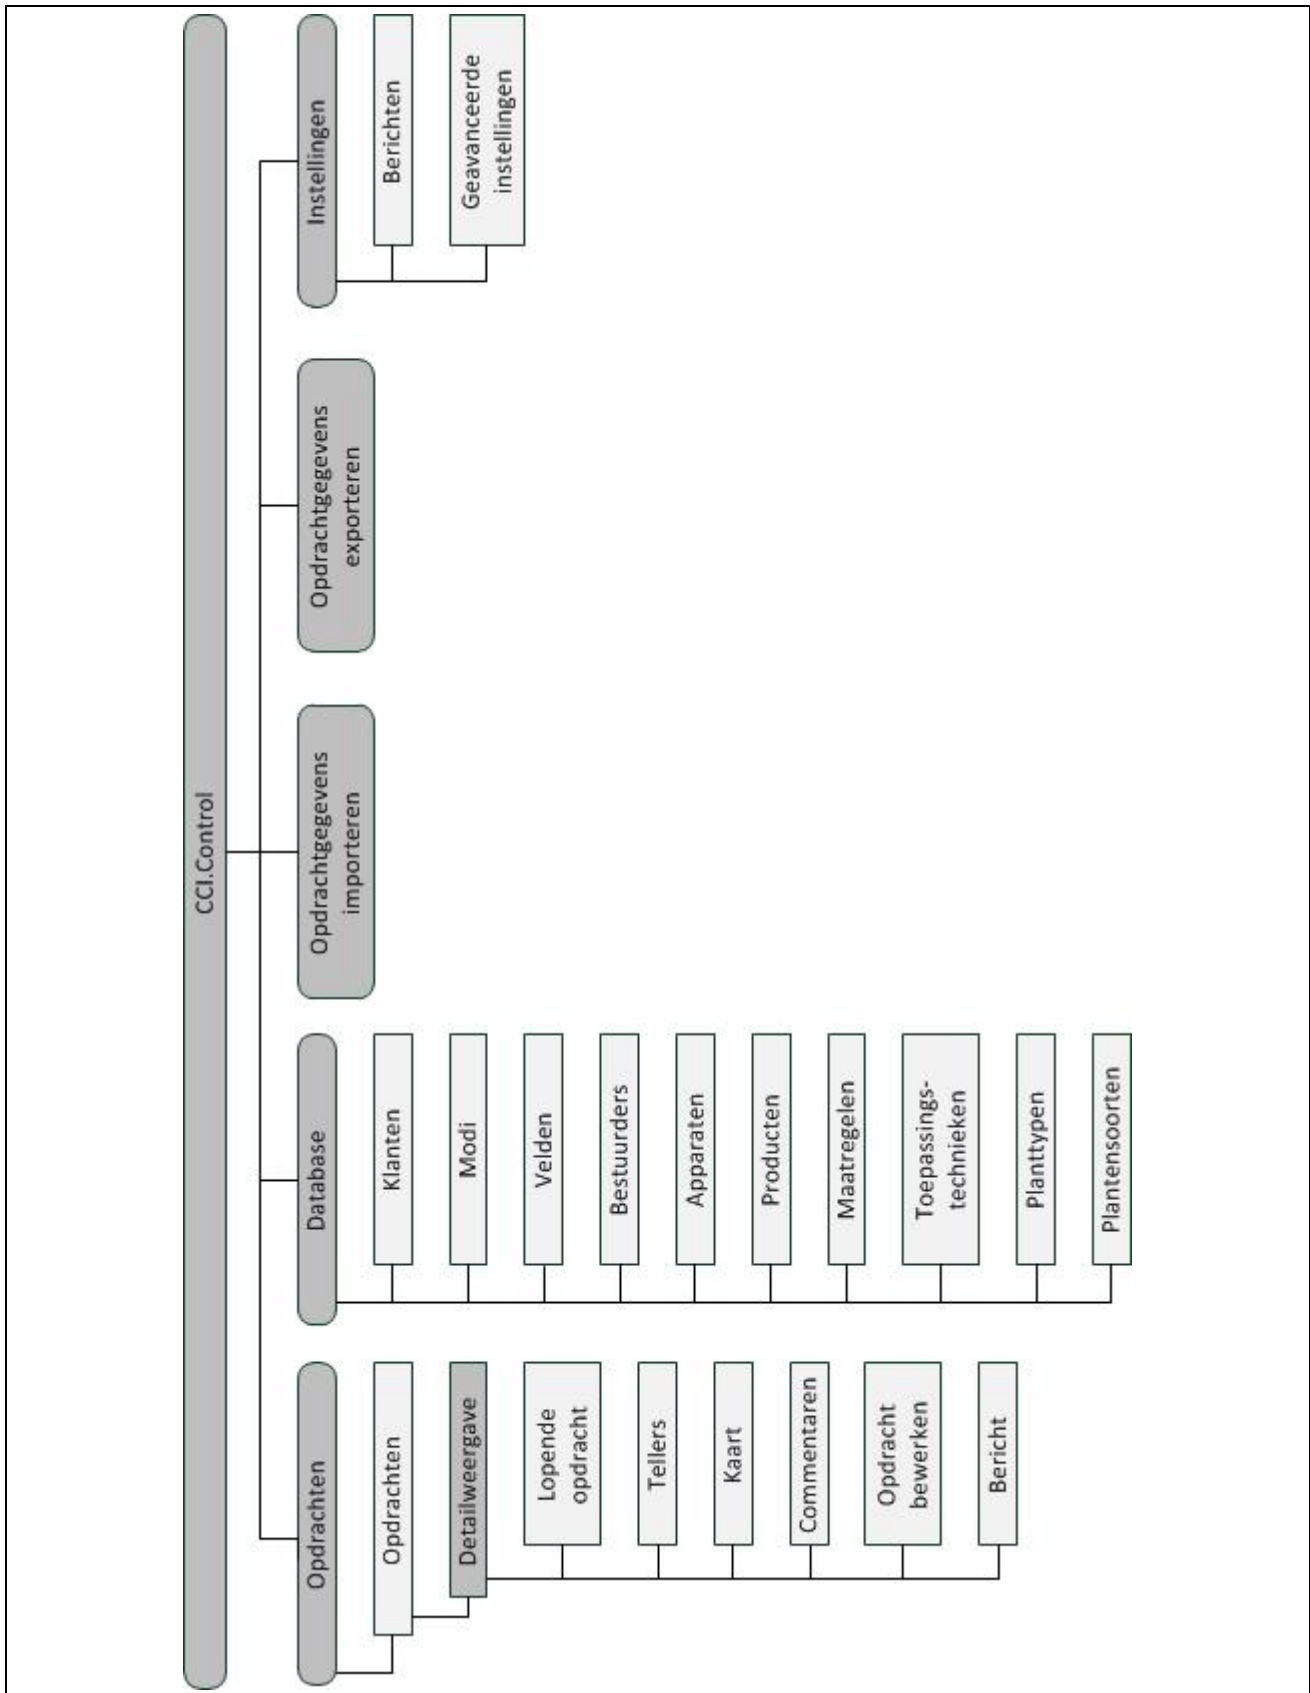 CCI.Control
Opdrachten
Opdrachten
Detailweergave
Lopende
opdracht
Tellers
Kaart
Commentaren
Opdracht
bewerken
Bericht
Database
Klanten
Modi
Velden
Bestuurders
Apparaten
Producten
Maatregelen
Toepassings-
technieken
Planttypen
Plantensoorten
Opdrachtgegevens
importeren
Opdrachtgegevens
exporteren
Instellingen
Berichten
Geavanceerde
instellingen